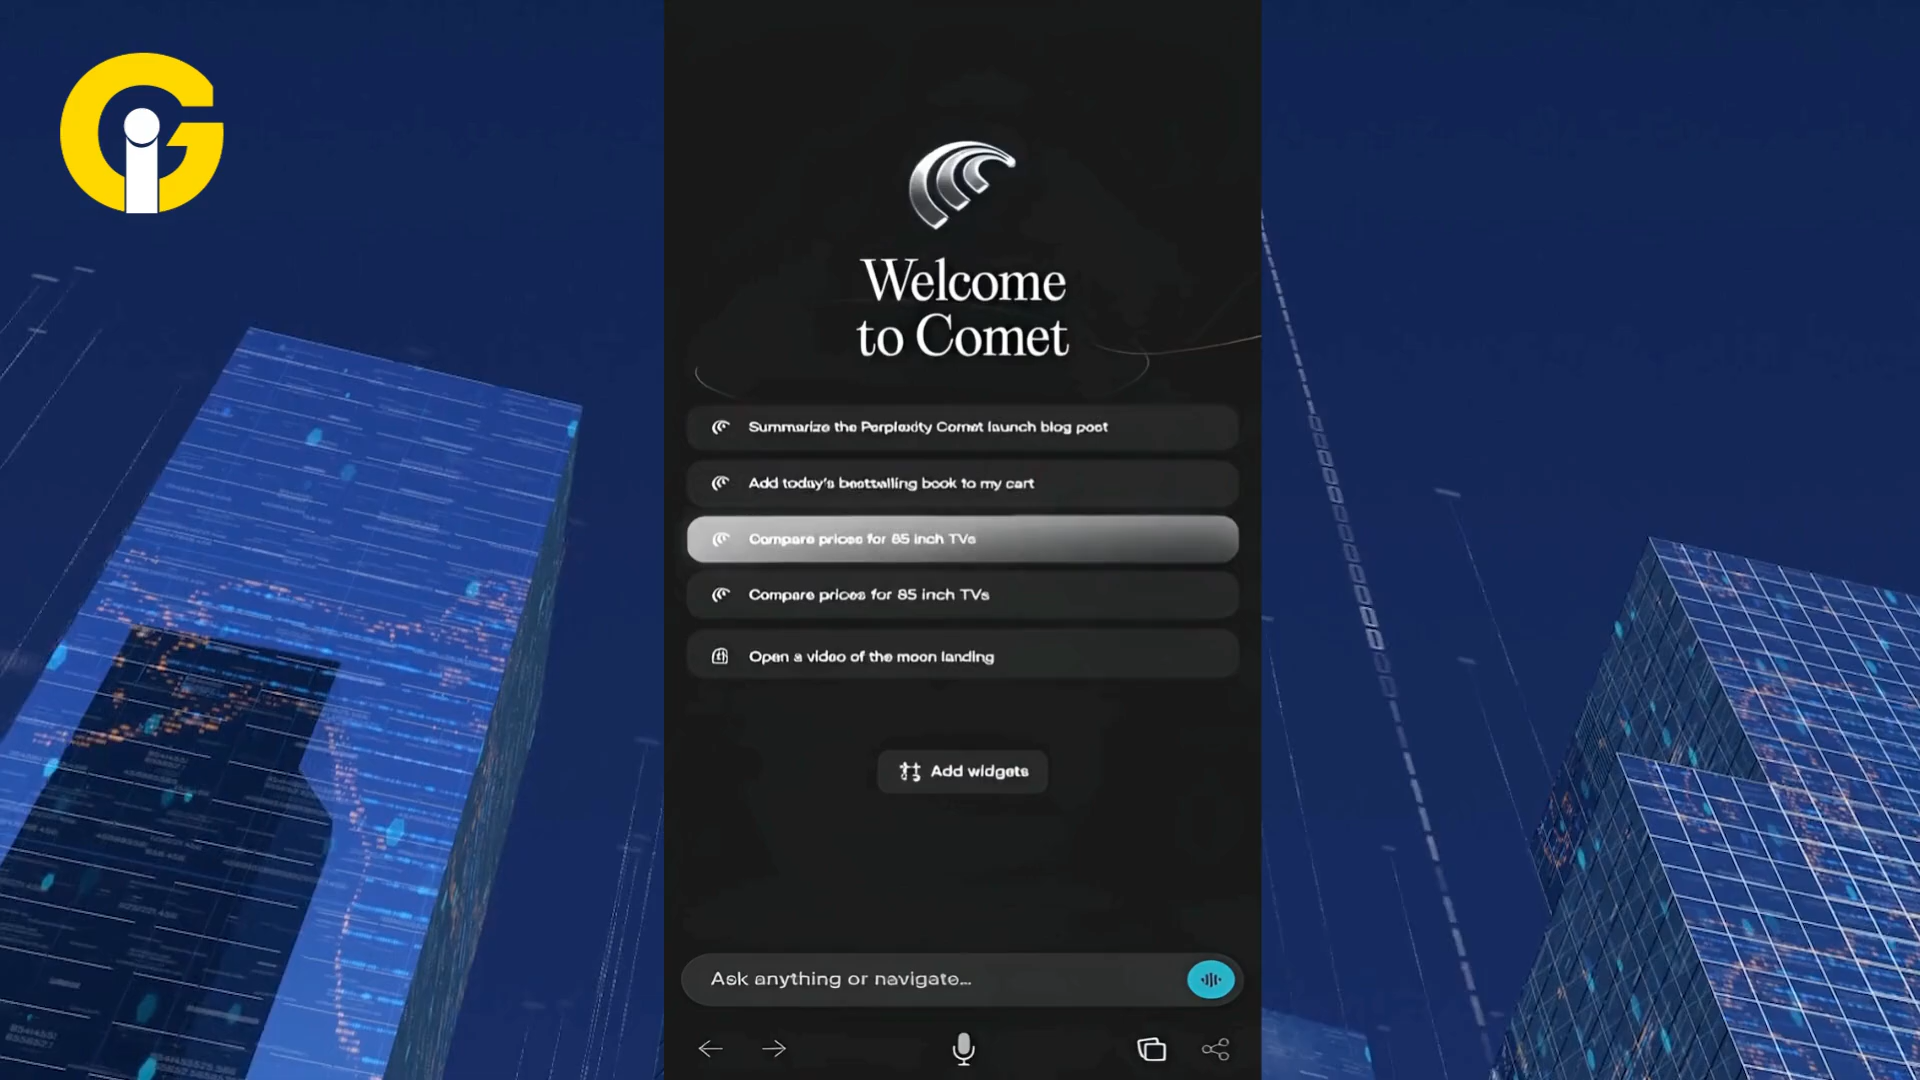 Gi
Welcome
to Comet
Summarize the Perplexity Comet launch blog post
Add today's bestselling book to my cart
Compare prices for 85 inch TVs
Compare prices for 85 inch TVs
Open a video of the moon landing
Add widgets
Ask anything or navigate...